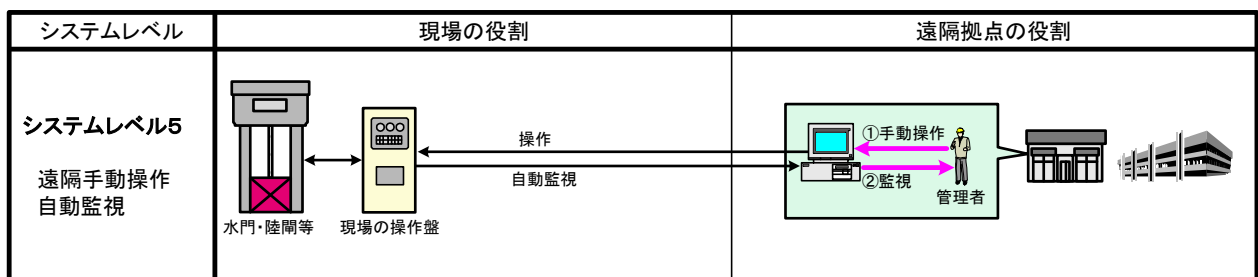 システムレベル
現場の役割
遠隔拠点の役割
システムレベル5
遠隔手動操作
自動監視
水門・陸閘等
現場の操作盤
操作
自動監視
①手動操作
②監視
管理者